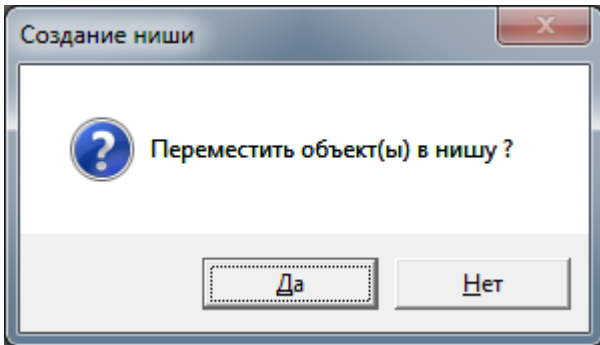 Создание ниши
Переместить объект(ы) в нишу ?
Да
Нет